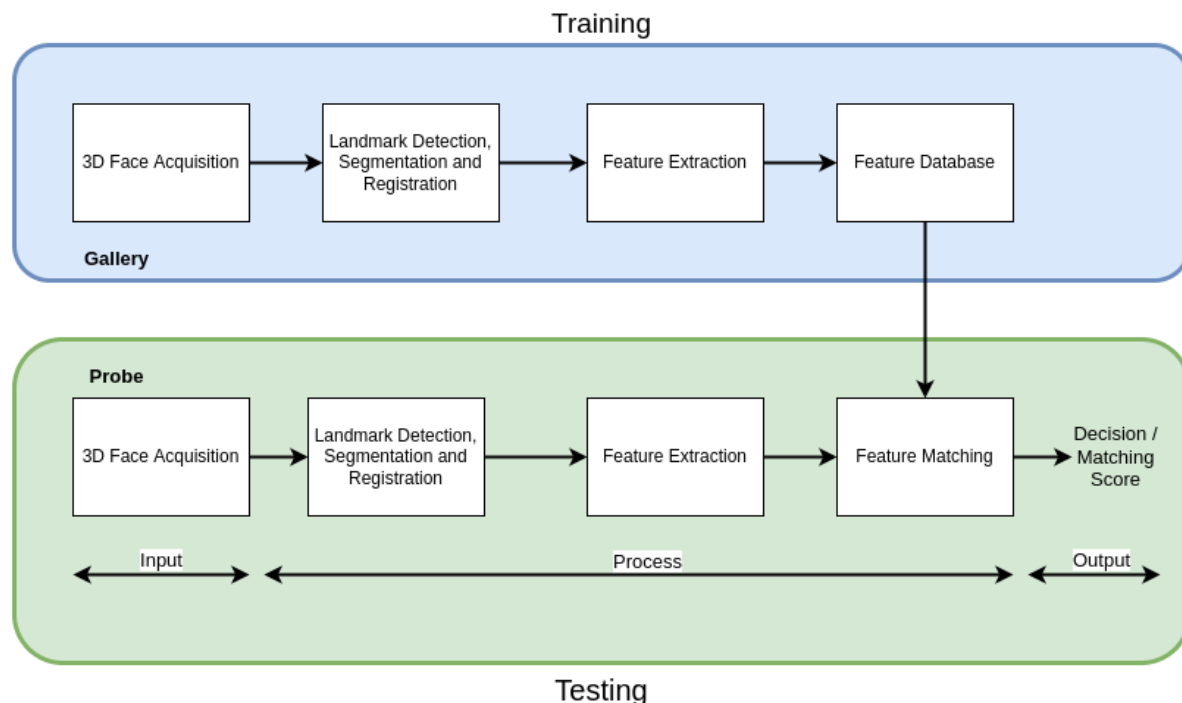 Training
3D Face Acquisition
Landmark Detection,
Segmentation and
Registration
Feature Extraction
Feature Database
Gallery
Probe
3D Face Acquisition
Landmark Detection,
Segmentation and
Registration
Feature Extraction
Feature Matching
Decision /
Matching
Score
Input
Process
Output
Testing